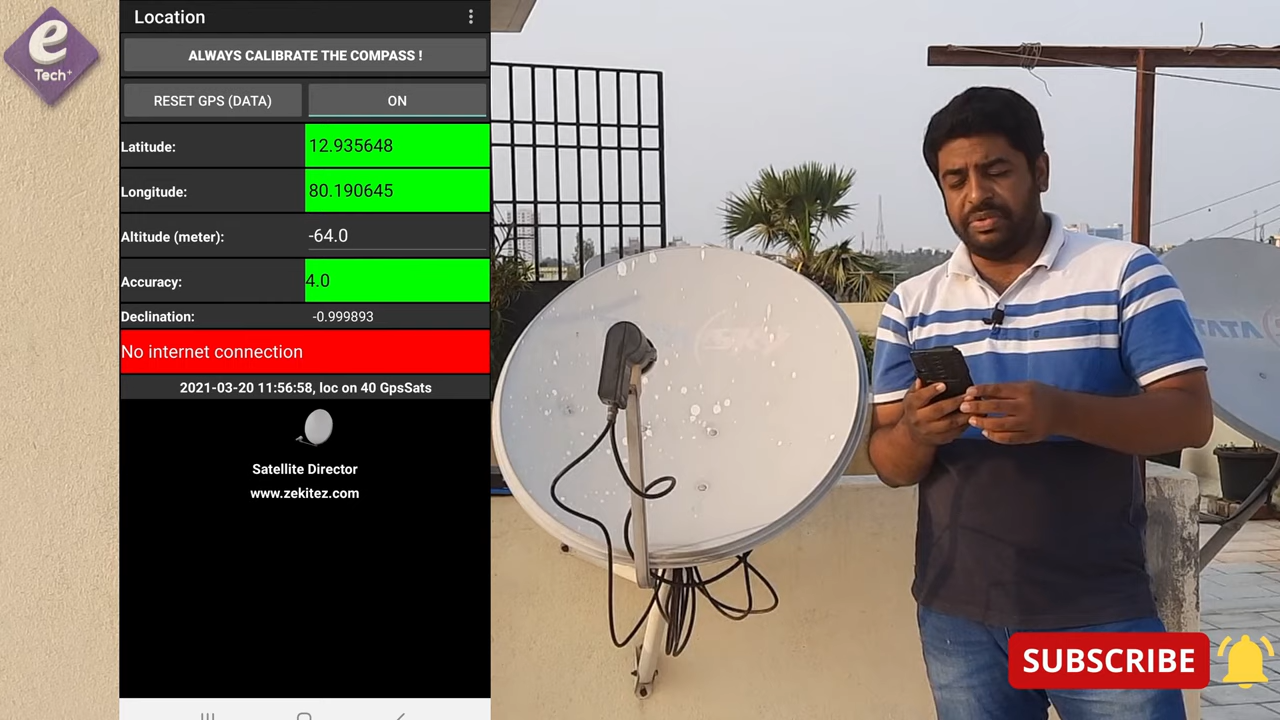 e
Tech+
Location
ALWAYS CALIBRATE THE COMPASS !
RESET GPS (DATA)
ON
Latitude:
12.935648
Longitude:
80.190645
Altitude (meter):
-64.0
Accuracy:
4.0
Declination:
-0.999893
No internet connection
2021-03-20 11:56:58, loc on 40 GpsSats
Satellite Director
www.zekitez.com
SKY
TATA
SUBSCRIBE